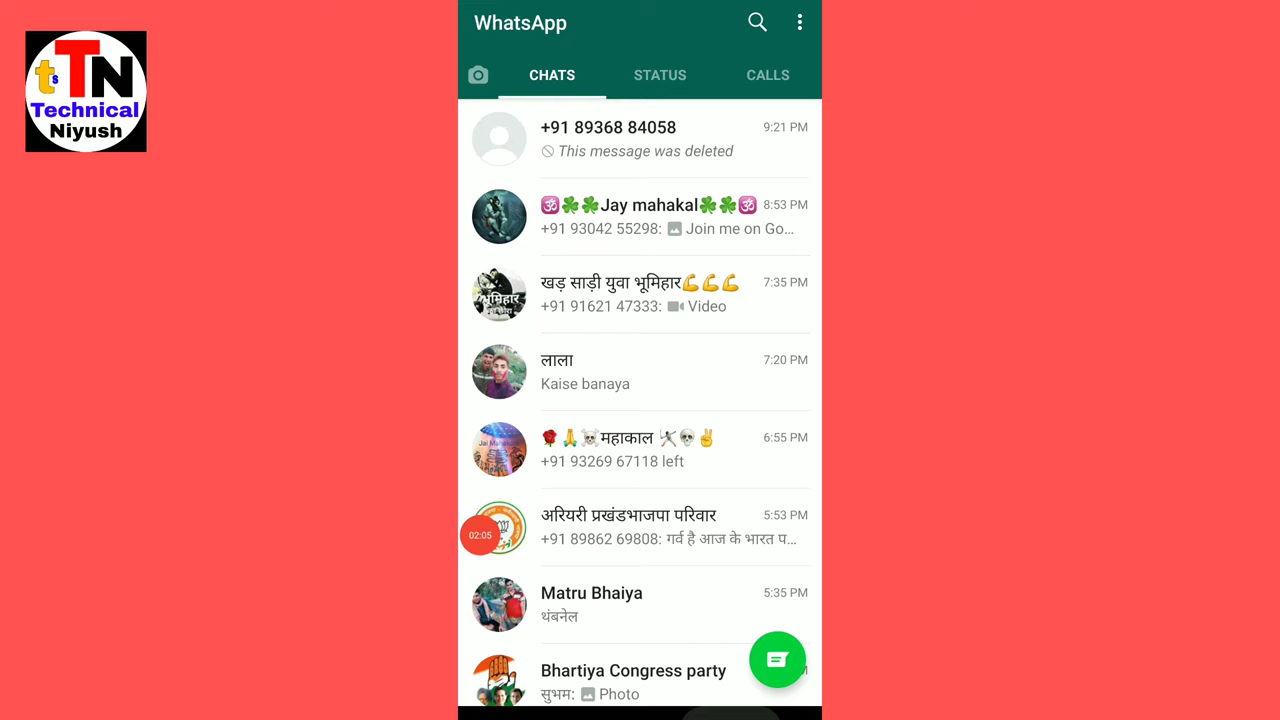 ts
TN
Technical
Niyush
WhatsApp
CHATS STATUS CALLS
+91 89368 84058 9:21 PM
This message was deleted
🕉️☘️☘️Jay mahakal☘️☘️🕉️ 8:53 PM
+91 93042 55298: Join me on Go...
खड़ साड़ी युवा भूमिहार💪💪💪 7:35 PM
+91 91621 47333: Video
भूमिहार
लाला 7:20 PM
Kaise banaya
🌹🙏☠️महाकाल 🤺💀✌️ 6:55 PM
+91 93269 67118 left
अरियरी प्रखंडभाजपा परिवार 5:53 PM
+91 89862 69808: गर्व है आज के भारत प...
02:05
Matru Bhaiya 5:35 PM
थंबनेल
Bhartiya Congress party
सुभम: Photo